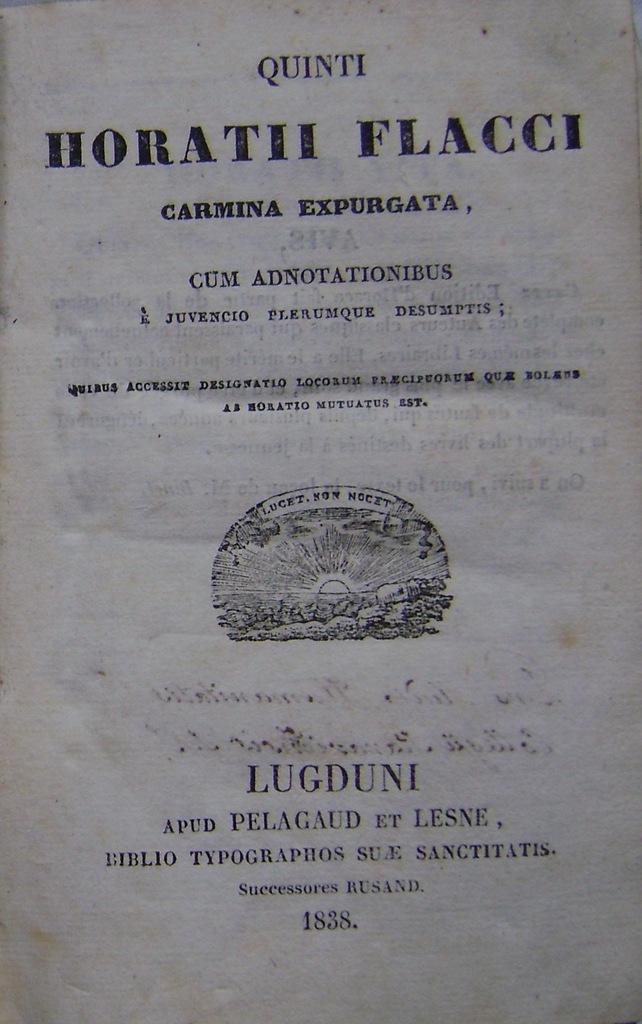 QUINTI
HORATII FLACCI
CARMINA EXPURGATA,
CUM ADNOTATIONIBUS
È JUVENCIO PLERUMQUE DESUMPTIS;
QUIBUS ACCESSIT DESIGNATIO LOCORUM PRÆCIPUORUM QUÆ BOLÆUS
AB HORATIO MUTUATUS EST.
LUCET, NON NOCET
LUGDUNI
APUD PELAGAUD ET LESNE,
BIBLIO TYPOGRAPHOS SUÆ SANCTITATIS.
Successores RUSAND.
1838.